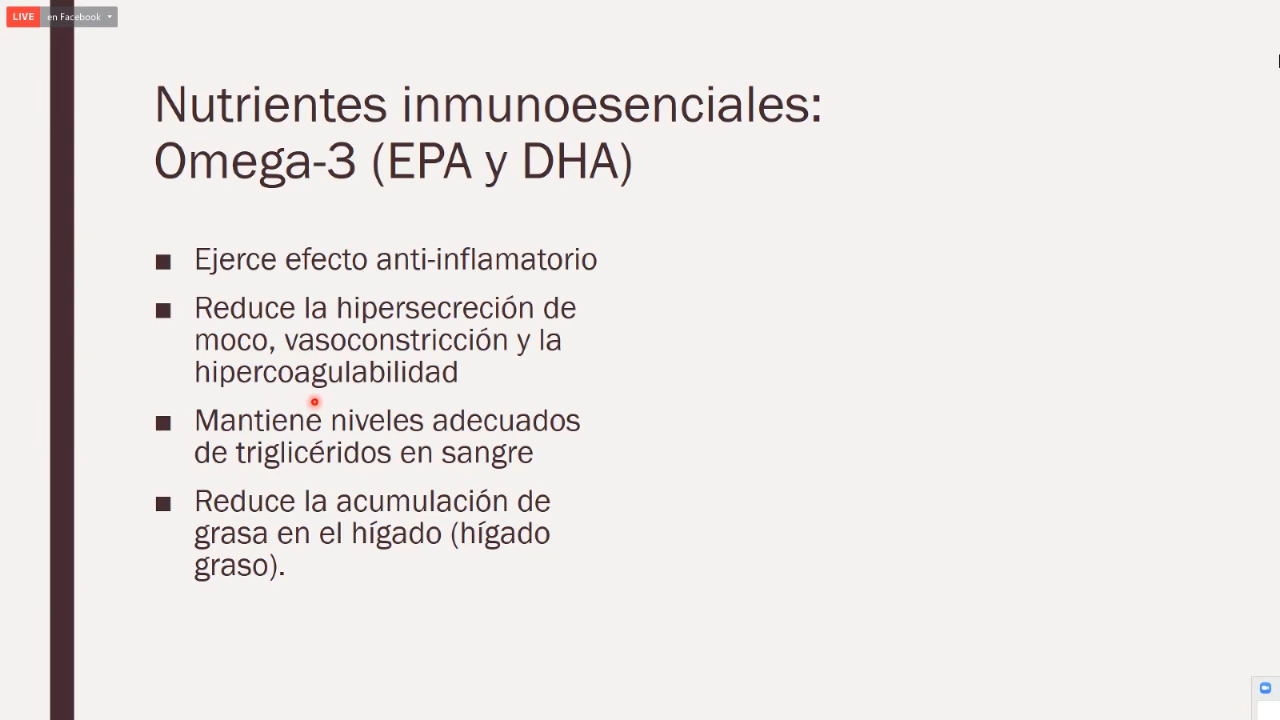 LIVE en Facebook
Nutrientes inmunoesenciales:
Omega-3 (EPA y DHA)
■ Ejerce efecto anti-inflamatorio
■ Reduce la hipersecreción de
moco, vasoconstricción y la
hipercoagulabilidad
■ Mantiene niveles adecuados
de triglicéridos en sangre
■ Reduce la acumulación de
grasa en el hígado (hígado
graso).